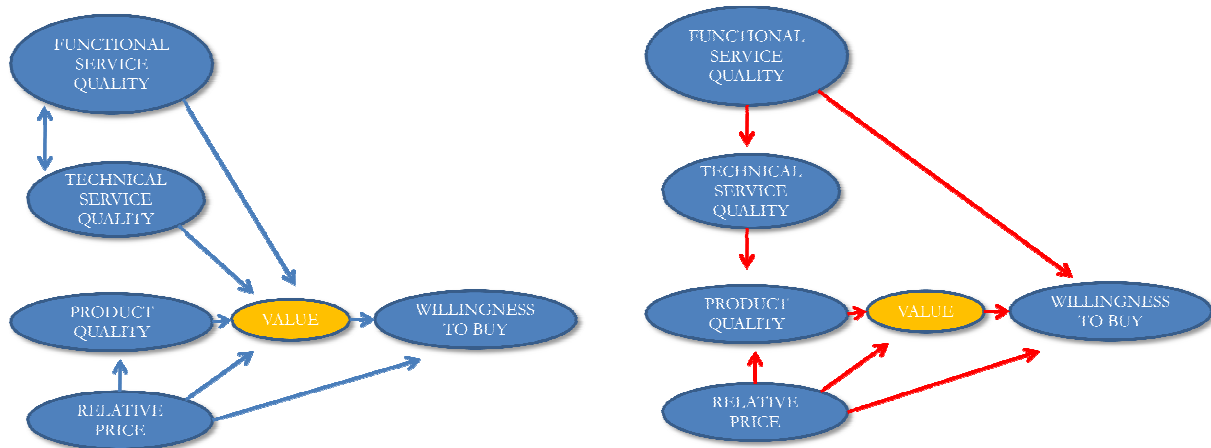 FUNCTIONAL
SERVICE
QUALITY
TECHNICAL
SERVICE
QUALITY
PRODUCT
QUALITY
VALUE
WILLINGNESS
TO BUY
RELATIVE
PRICE
FUNCTIONAL
SERVICE
QUALITY
TECHNICAL
SERVICE
QUALITY
PRODUCT
QUALITY
VALUE
WILLINGNESS
TO BUY
RELATIVE
PRICE